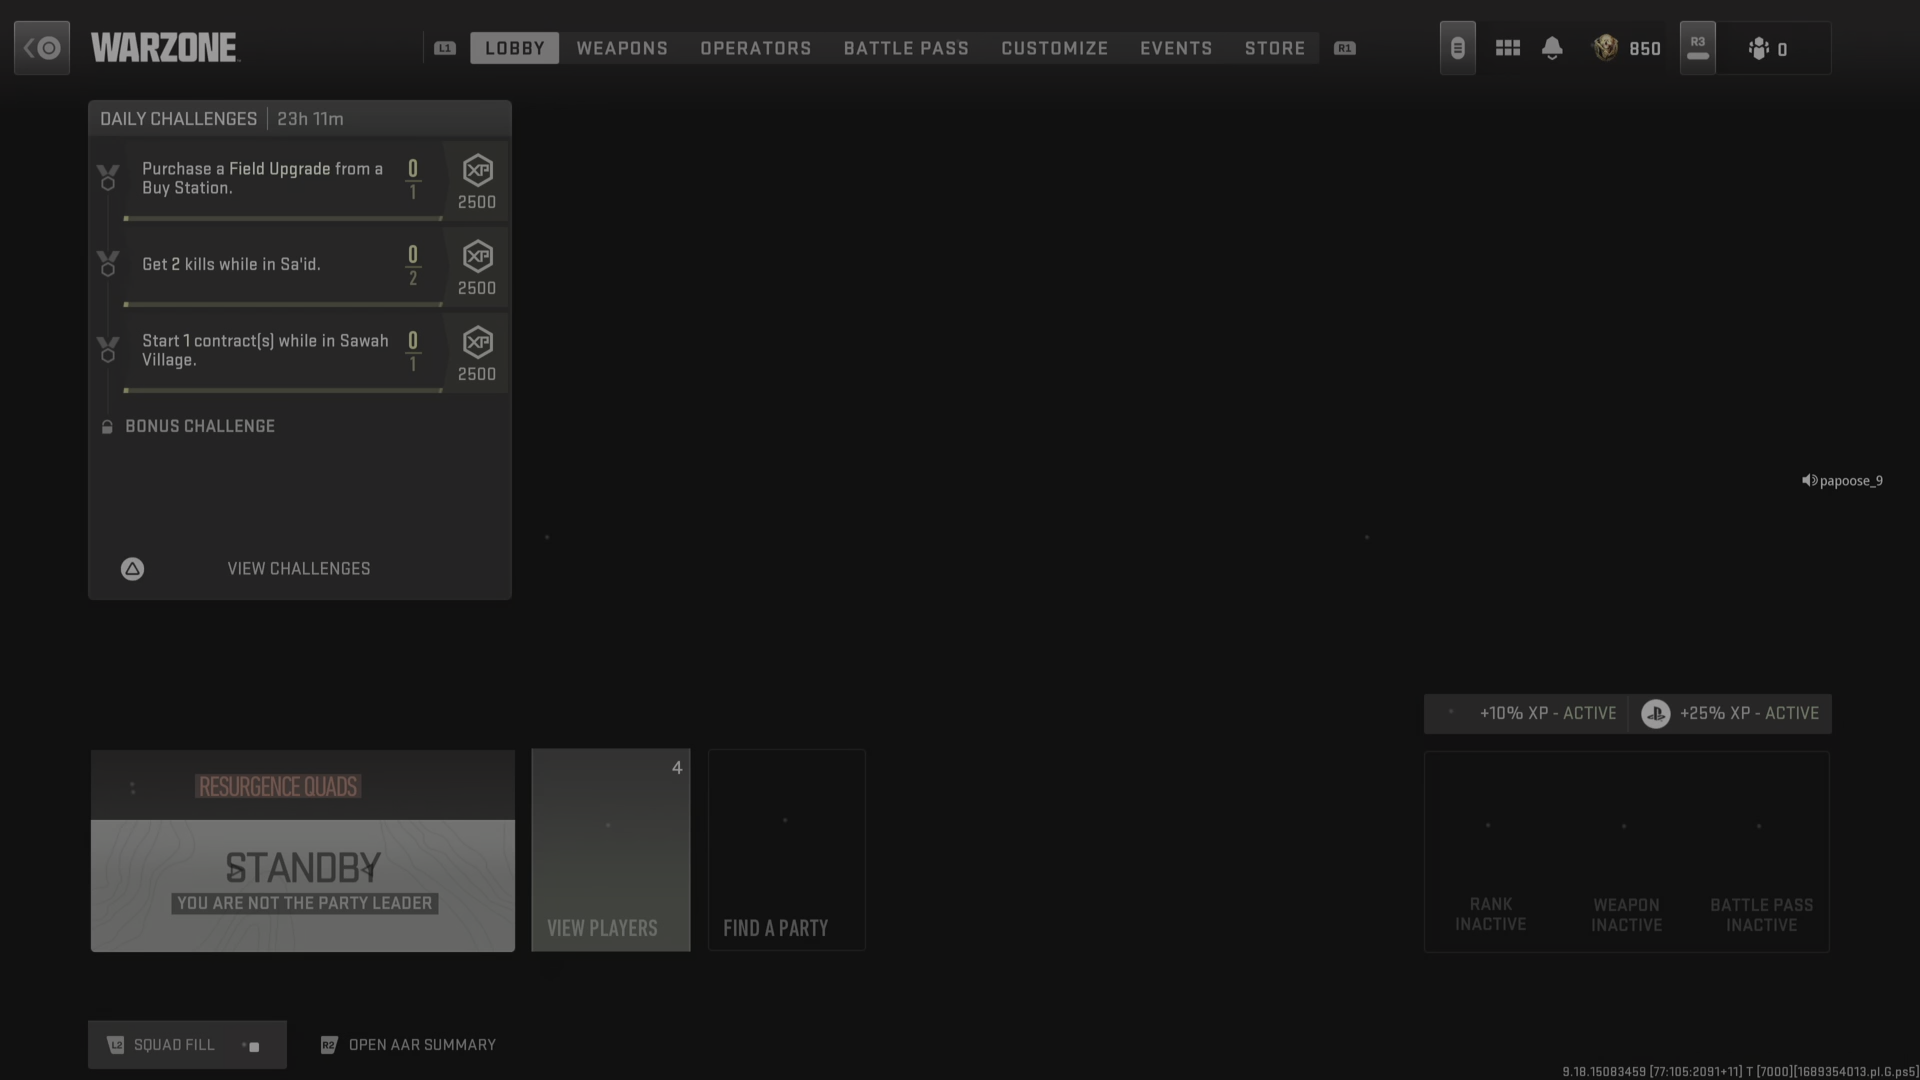 WARZONE
L1 LOBBY WEAPONS OPERATORS BATTLE PASS CUSTOMIZE EVENTS STORE R1
850 R3 0
DAILY CHALLENGES 23h 11m
Purchase a Field Upgrade from a
Buy Station.
0
1
XP
2500
Get 2 kills while in Sa'id.
0
2
XP
2500
Start 1 contract(s) while in Sawah
Village.
0
1
XP
2500
BONUS CHALLENGE
VIEW CHALLENGES
papoose_9
+10% XP - ACTIVE +25% XP - ACTIVE
RESURGENCE QUADS
STANDBY
YOU ARE NOT THE PARTY LEADER
4
VIEW PLAYERS
FIND A PARTY
RANK
INACTIVE
WEAPON
INACTIVE
BATTLE PASS
INACTIVE
L2 SQUAD FILL R2 OPEN AAR SUMMARY
9.18.15083459 [77:105:2091+11] T [7000][1689354013.pl.G.ps5]